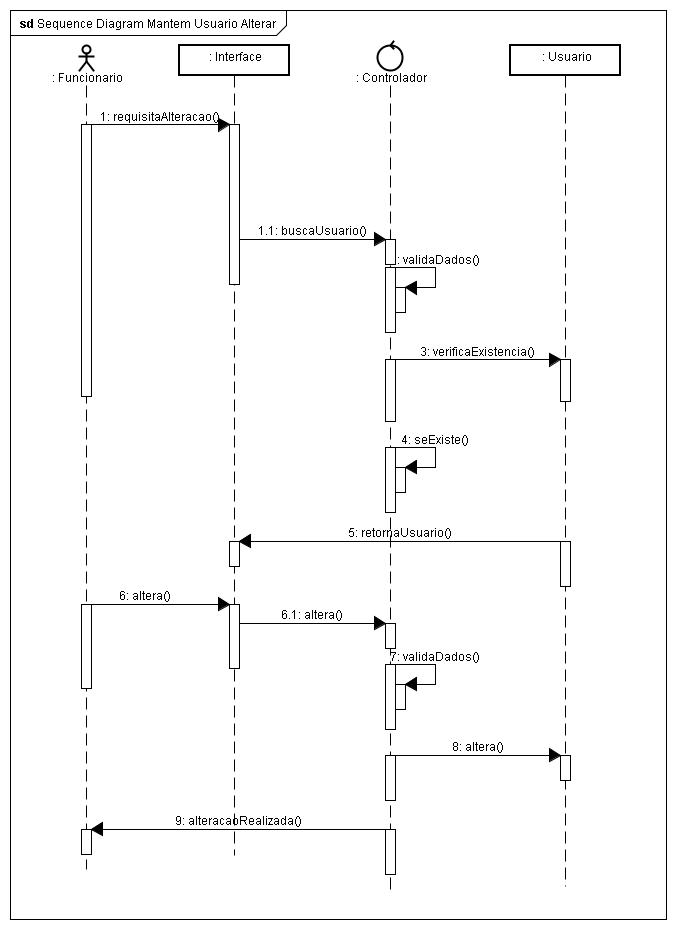 sd Sequence Diagram Mantem Usuario Alterar
: Funcionario
: Interface
: Controlador
: Usuario
1: requisitaAlteracao()
1.1: buscaUsuario()
: validaDados()
3: verificaExistencia()
4: seExiste()
5: retornaUsuario()
6: altera()
6.1: altera()
7: validaDados()
8: altera()
9: alteracaoRealizada()